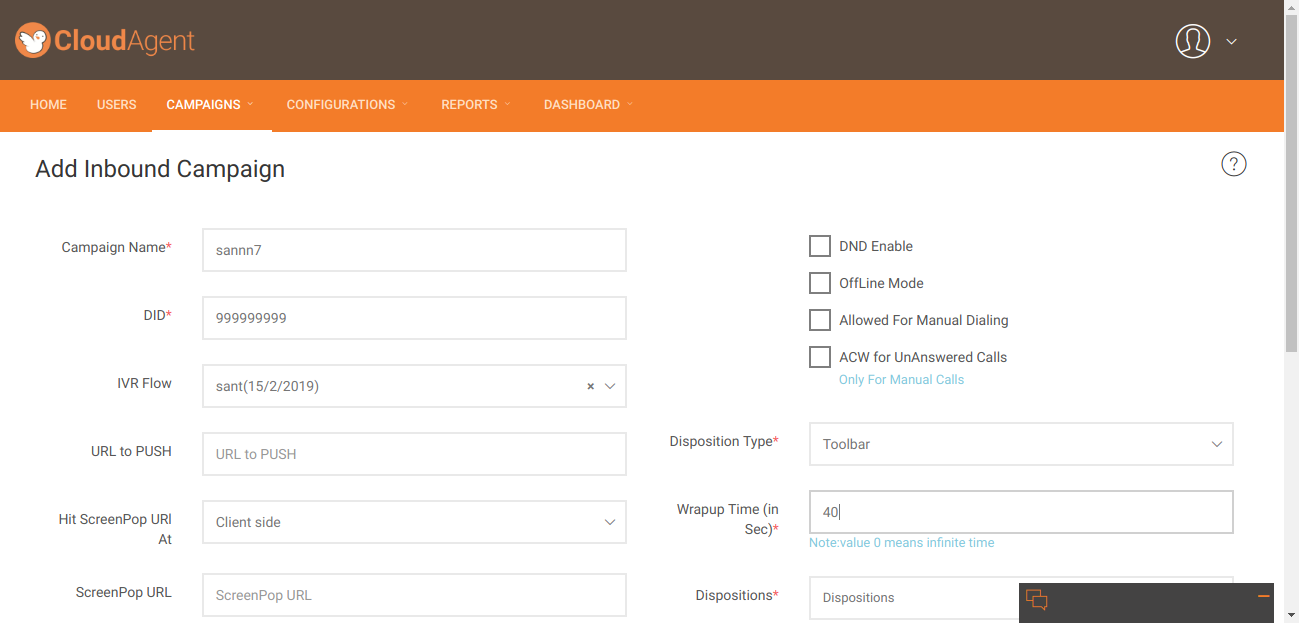 CloudAgent
HOME USERS CAMPAIGNS CONFIGURATIONS REPORTS DASHBOARD
Add Inbound Campaign
?
Campaign Name* sannn7
DID* 999999999
IVR Flow sant(15/2/2019) ×
URL to PUSH URL to PUSH
Hit ScreenPop URl
At
Client side
ScreenPop URL ScreenPop URL
DND Enable
OffLine Mode
Allowed For Manual Dialing
ACW for UnAnswered Calls
Only For Manual Calls
Disposition Type* Toolbar
Wrapup Time (in
Sec)*
40
Note:value 0 means infinite time
Dispositions* Dispositions